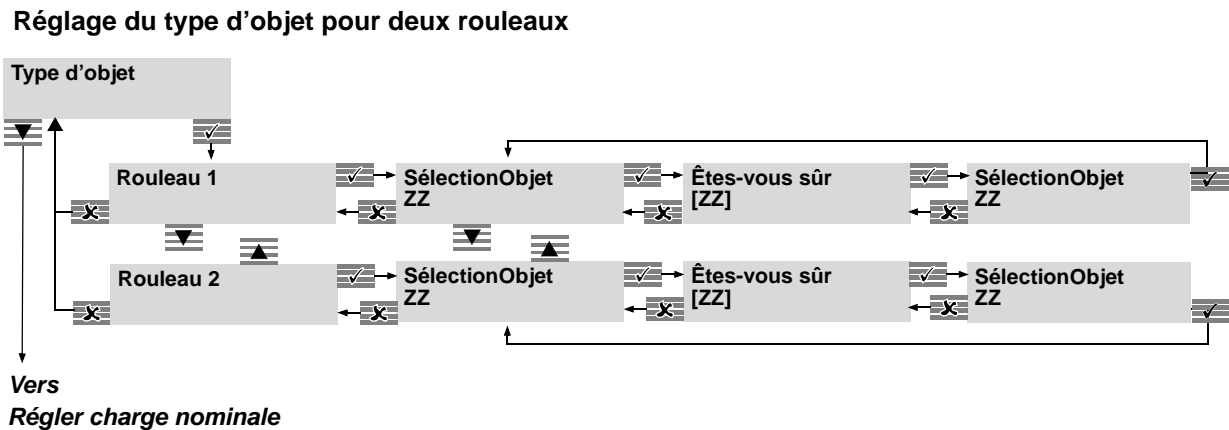 Réglage du type d’objet pour deux rouleaux
Type d’objet
Rouleau 1
SélectionObjet
ZZ
Êtes-vous sûr
[ZZ]
SélectionObjet
ZZ
Rouleau 2
SélectionObjet
ZZ
Êtes-vous sûr
[ZZ]
SélectionObjet
ZZ
Vers
Régler charge nominale